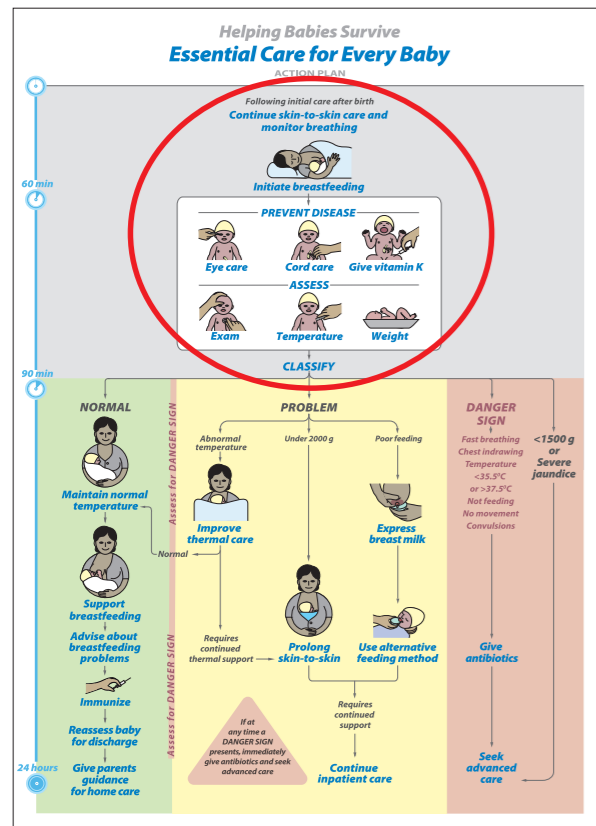 Helping Babies Survive
Essential Care for Every Baby
ACTION PLAN
Following initial care after birth
Continue skin-to-skin care and
monitor breathing
Initiate breastfeeding
60 min
PREVENT DISEASE
Eye care
Cord care
Give vitamin K
ASSESS
Exam
Temperature
Weight
CLASSIFY
90 min
NORMAL
Maintain normal
temperature
Support
breastfeeding
Advise about
breastfeeding
problems
Immunize
Reassess baby
for discharge
Give parents
guidance
for home care
24 hours
Assess for DANGER SIGN
Assess for DANGER SIGN
PROBLEM
Abnormal
temperature
Improve
thermal care
Normal
Requires
continued
thermal support
Under 2000 g
Prolong
skin-to-skin
Poor feeding
Express
breast milk
Use alternative
feeding method
Requires
continued
support
Continue
inpatient care
If at
any time a
DANGER SIGN
presents, immediately
give antibiotics and seek
advanced care
DANGER
SIGN
Fast breathing
Chest indrawing
Temperature
<35.5°C
or >37.5°C
Not feeding
No movement
Convulsions
Give
antibiotics
Seek
advanced
care
<1500 g
or
Severe
jaundice